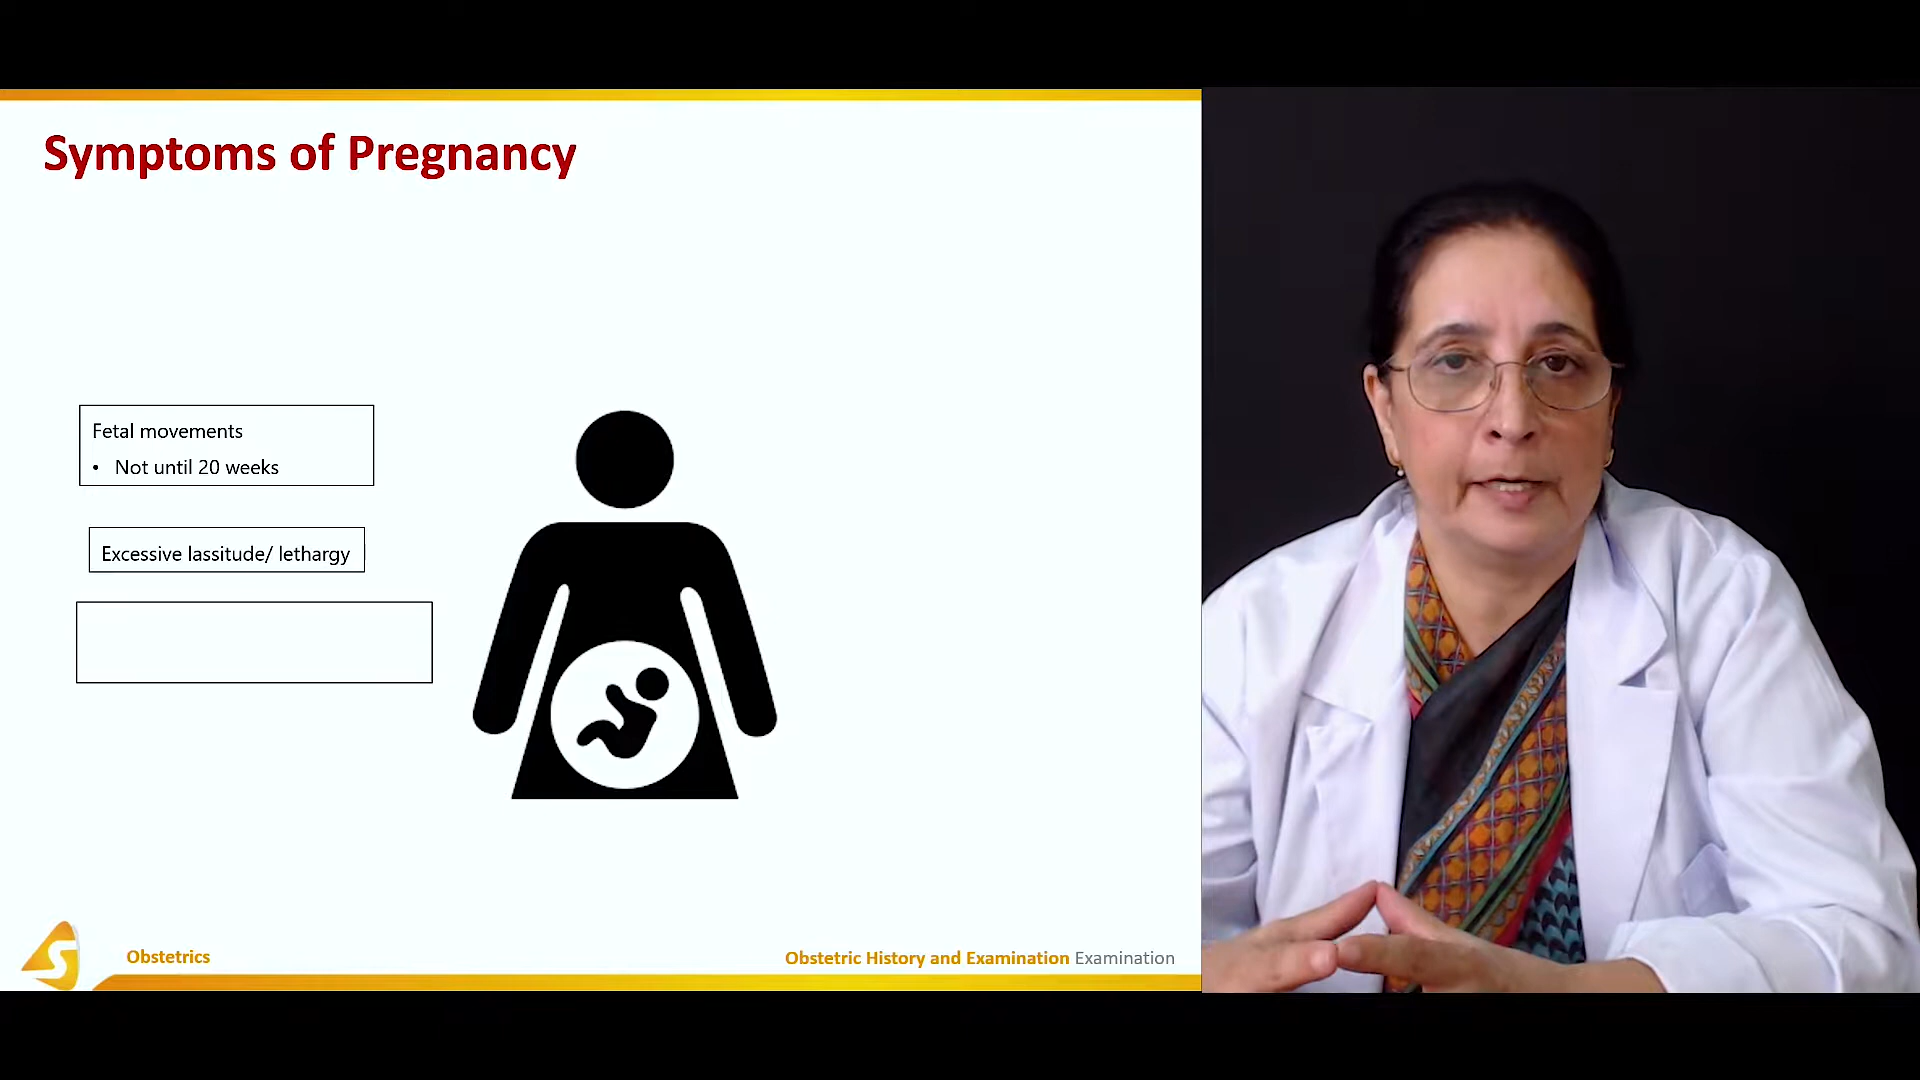 Symptoms of Pregnancy
Fetal movements
• Not until 20 weeks
Excessive lassitude/ lethargy
Obstetrics
Obstetric History and Examination Examination